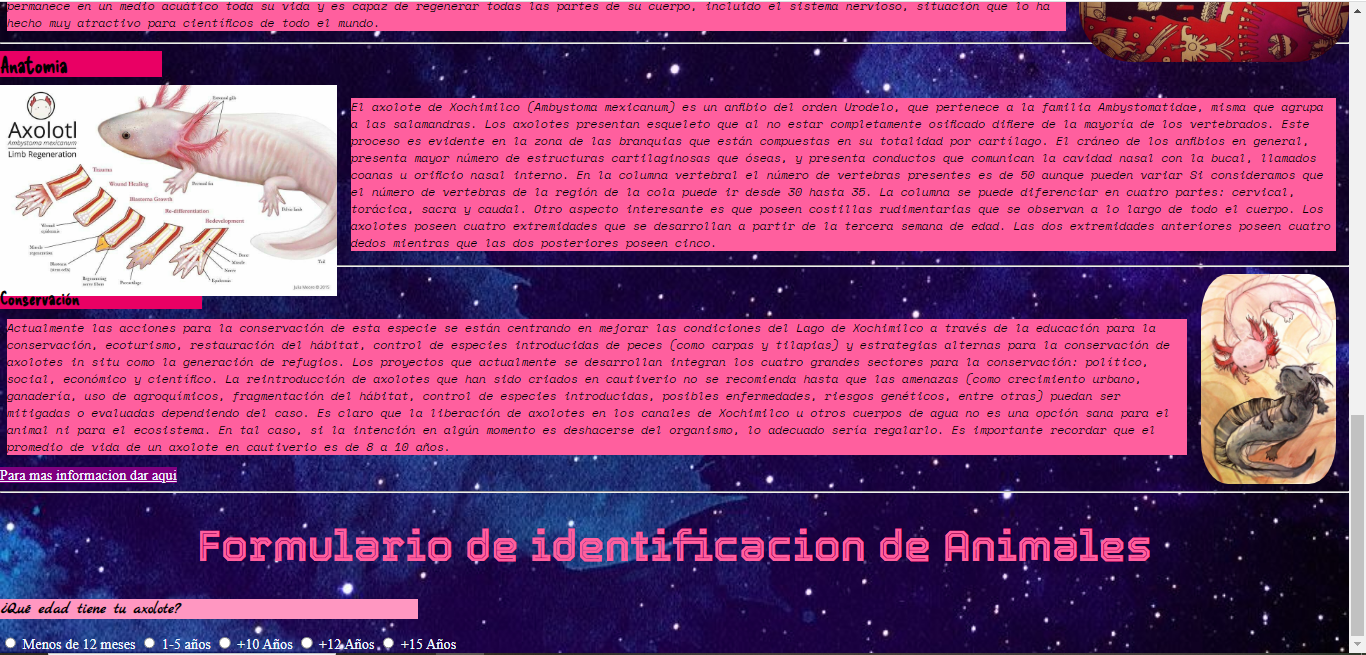 permanece en un medio acuático toda su vida y es capaz de regenerar todas las partes de su cuerpo, incluido el sistema nervioso, situación que lo ha
hecho muy atractivo para científicos de todo el mundo.
Anatomia
Axolotl
Ambystoma mexicanum
Limb Regeneration
External gills
Trauma
Wound Healing
Blastema Growth
Re-differentiation
Redevelopment
Pelvic Limb
Tail
Wound
epidermis
Muscle
Blastema
Regenerating
nerve fibers
Bone
Muscle
Nerve
Epidermis
El axolote de Xochimilco (Ambystoma mexicanum) es un anfibio del orden Urodelo, que pertenece a la familia Ambystomatidae, misma que agrupa
a las salamandras. Los axolotes presentan esqueleto que al no estar completamente osificado difiere de la mayoría de los vertebrados. Este
proceso es evidente en la zona de las branquias que están compuestas en su totalidad por cartílago. El cráneo de los anfibios en general,
presenta mayor número de estructuras cartilaginosas que óseas, y presenta conductos que comunican la cavidad nasal con la bucal, llamados
coanas u orificio nasal interno. En la columna vertebral el número de vertebras presentes es de 50 aunque pueden variar Si consideramos que
el número de vertebras de la región de la cola puede ir desde 30 hasta 35. La columna se puede diferenciar en cuatro partes: cervical,
torácica, sacra y caudal. Otro aspecto interesante es que poseen costillas rudimentarias que se observan a lo largo de todo el cuerpo. Los
axolotes poseen cuatro extremidades que se desarrollan a partir de la tercera semana de edad. Las dos extremidades anteriores poseen cuatro
dedos mientras que las dos posteriores poseen cinco.
Conservación
Actualmente las acciones para la conservación de esta especie se están centrando en mejorar las condiciones del Lago de Xochimilco a través de la educación para la
conservación, ecoturismo, restauración del hábitat, control de especies introducidas de peces (como carpas y tilapias) y estrategias alternas para la conservación de
axolotes in situ como la generación de refugios. Los proyectos que actualmente se desarrollan integran los cuatro grandes sectores para la conservación: político,
social, económico y científico. La reintroducción de axolotes que han sido criados en cautiverio no se recomienda hasta que las amenazas (como crecimiento urbano,
ganadería, uso de agroquímicos, fragmentación del hábitat, control de especies introducidas, posibles enfermedades, riesgos genéticos, entre otras) puedan ser
mitigadas o evaluadas dependiendo del caso. Es claro que la liberación de axolotes en los canales de Xochimilco u otros cuerpos de agua no es una opción sana para el
animal ni para el ecosistema. En tal caso, si la intención en algún momento es deshacerse del organismo, lo adecuado sería regalarlo. Es importante recordar que el
promedio de vida de un axolote en cautiverio es de 8 a 10 años.
Para mas informacion dar aqui
Formulario de identificacion de Animales
¿Qué edad tiene tu axolote?
Menos de 12 meses 1-5 años +10 Años +12 Años +15 Años